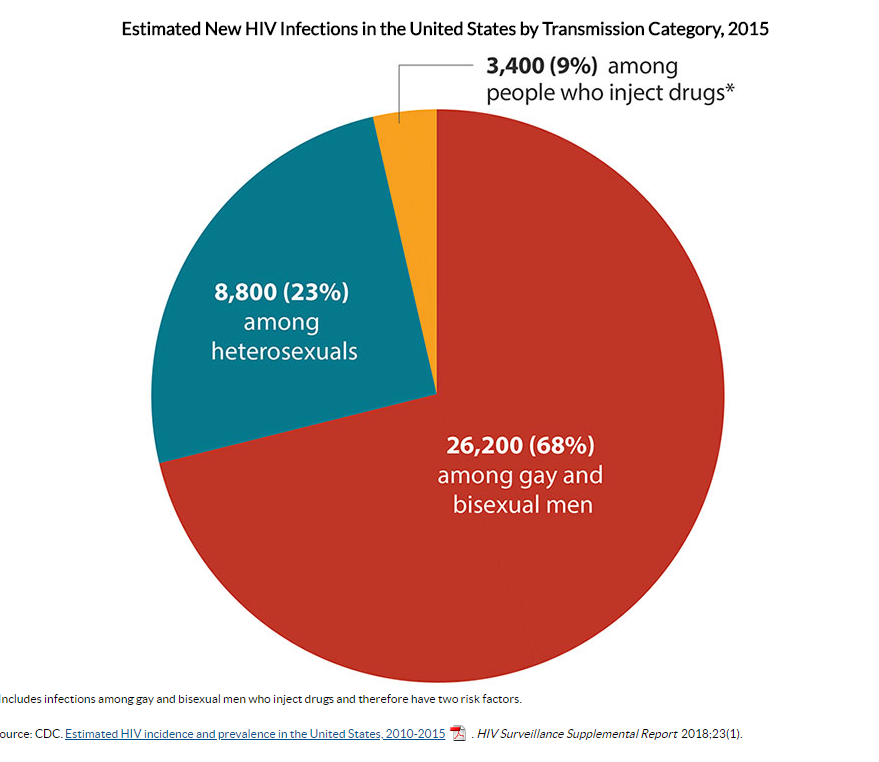 Estimated New HIV Infections in the United States by Transmission Category, 2015
3,400 (9%) among
people who inject drugs*
8,800 (23%)
among
heterosexuals
26,200 (68%)
among gay and
bisexual men
Includes infections among gay and bisexual men who inject drugs and therefore have two risk factors.
ource: CDC. Estimated HIV incidence and prevalence in the United States, 2010-2015 . HIV Surveillance Supplemental Report 2018;23(1).